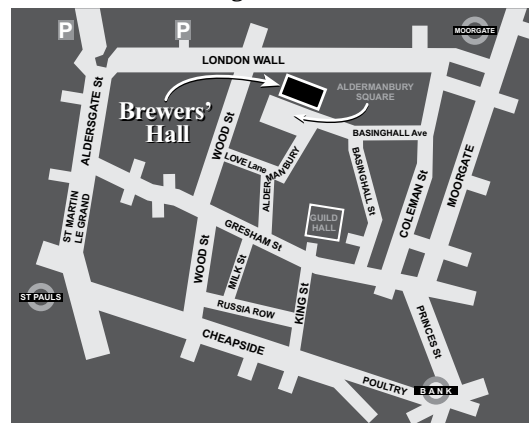 P
P
MOORGATE
LONDON WALL
ALDERMANBURY
SQUARE
Brewers'
Hall
ALDERSGATE St
WOOD St
BASINGHALL Ave
LOVE Lane
ALDERMANBURY
BASINGHALL St
COLEMAN St
MOORGATE
ST MARTIN
LE GRAND
GUILD
HALL
GRESHAM St
WOOD St
MILK St
KING St
ST PAULS
RUSSIA ROW
CHEAPSIDE
PRINCES St
POULTRY
BANK